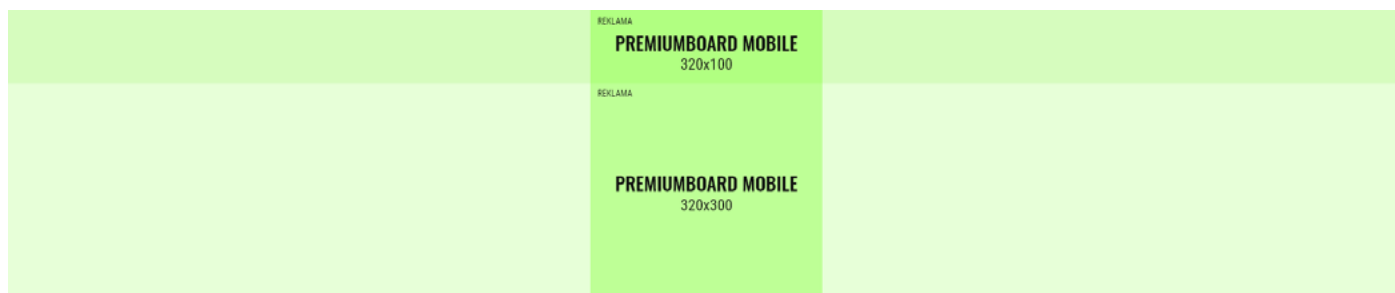 REKLAMA
PREMIUMBOARD MOBILE
320x100
REKLAMA
PREMIUMBOARD MOBILE
320x300